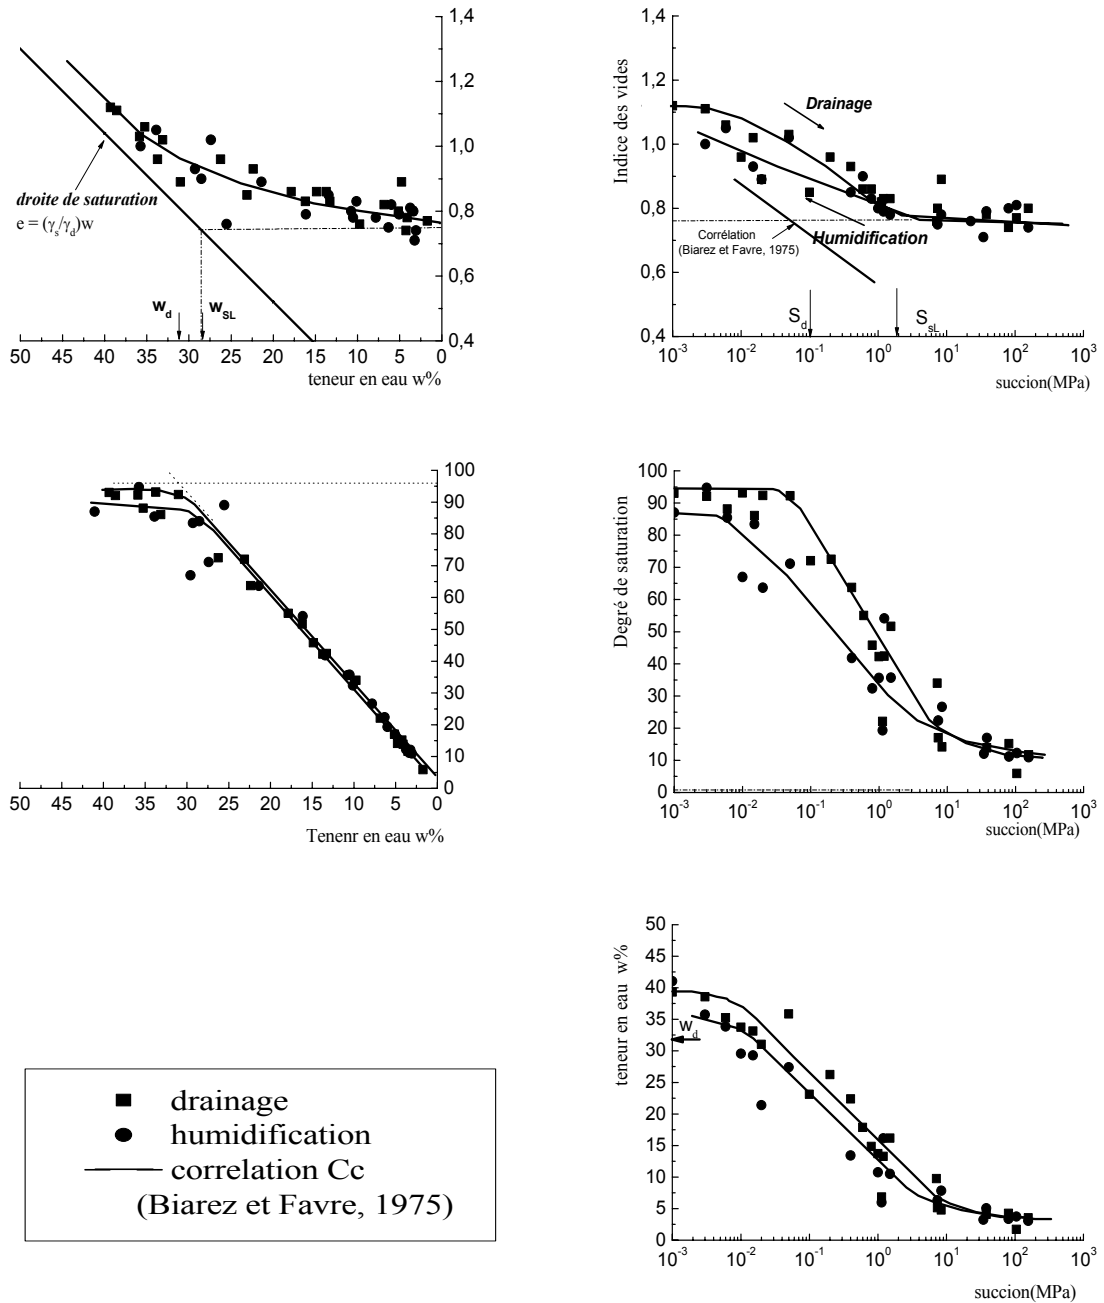 1,4
1,2
1,0
0,8
0,6
0,4
droite de saturation
e = (γs/γd)w
wd
wSL
50 45 40 35 30 25 20 15 10 5 0
teneur en eau w%
Indice des vides
1,4
1,2
1,0
0,8
0,6
0,4
Drainage
Corrélation
(Biarez et Favre, 1975)
Humidification
Sd
SsL
10-3 10-2 10-1 100 101 102 103
succion(MPa)
100
90
80
70
60
50
40
30
20
10
0
50 45 40 35 30 25 20 15 10 5 0
Tenenr en eau w%
Degré de saturation
100
90
80
70
60
50
40
30
20
10
0
10-3 10-2 10-1 100 101 102 103
succion(MPa)
teneur en eau w%
50
45
40
35
30
25
20
15
10
5
0
wd
10-3 10-2 10-1 100 101 102 103
succion(MPa)
drainage
humidification
correlation Cc
(Biarez et Favre, 1975)